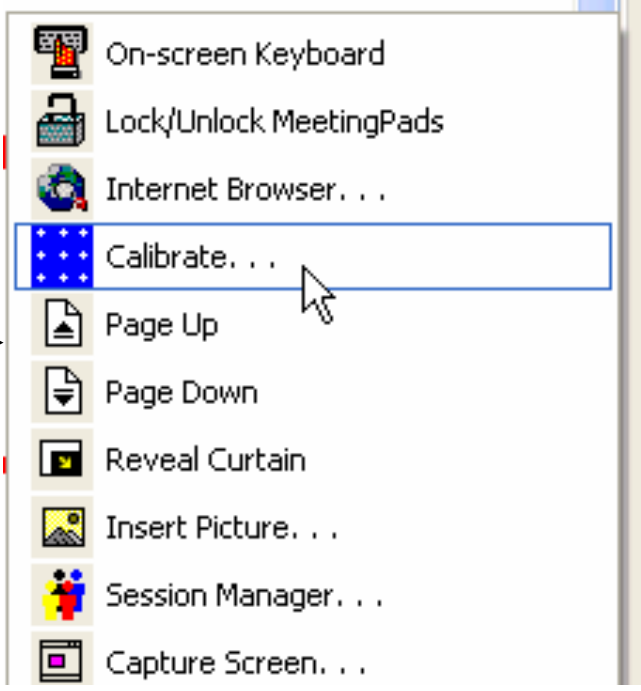 On-screen Keyboard
Lock/Unlock MeetingPads
Internet Browser. . .
Calibrate. . .
Page Up
Page Down
Reveal Curtain
Insert Picture. . .
Session Manager. . .
Capture Screen. . .